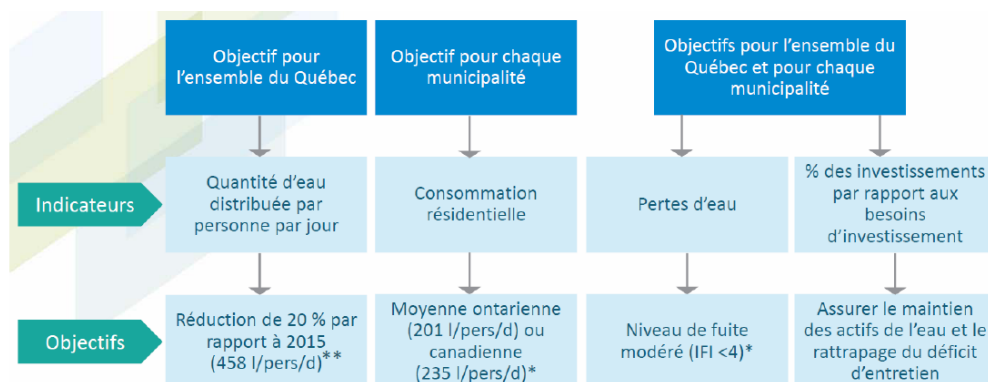 Objectif pour
l'ensemble du Québec
Objectif pour chaque
municipalité
Objectifs pour l'ensemble du
Québec et pour chaque
municipalité
Indicateurs
Quantité d'eau
distribuée par
personne par jour
Consommation
résidentielle
Pertes d'eau
% des investissements
par rapport aux
besoins
d'investissement
Objectifs
Réduction de 20 % par
rapport à 2015
(458 l/pers/d)**
Moyenne ontarienne
(201 l/pers/d) ou
canadienne
(235 l/pers/d)*
Niveau de fuite
modéré (IFI <4)*
Assurer le maintien
des actifs de l'eau et le
rattrapage du déficit
d'entretien